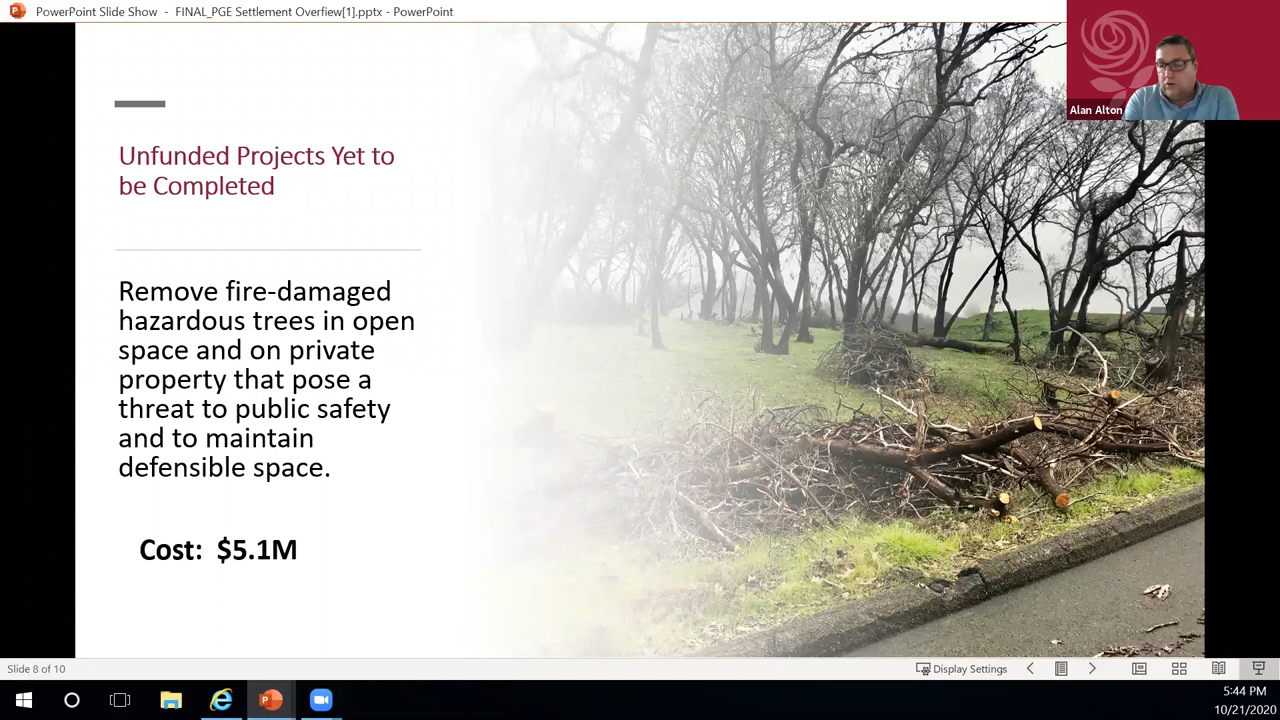 PowerPoint Slide Show - FINAL_PGE Settlement Overfiew[1].pptx - PowerPoint
Alan Alton
Unfunded Projects Yet to
be Completed
Remove fire-damaged
hazardous trees in open
space and on private
property that pose a
threat to public safety
and to maintain
defensible space.
Cost: $5.1M
Slide 8 of 10
Display Settings
5:44 PM
10/21/2020